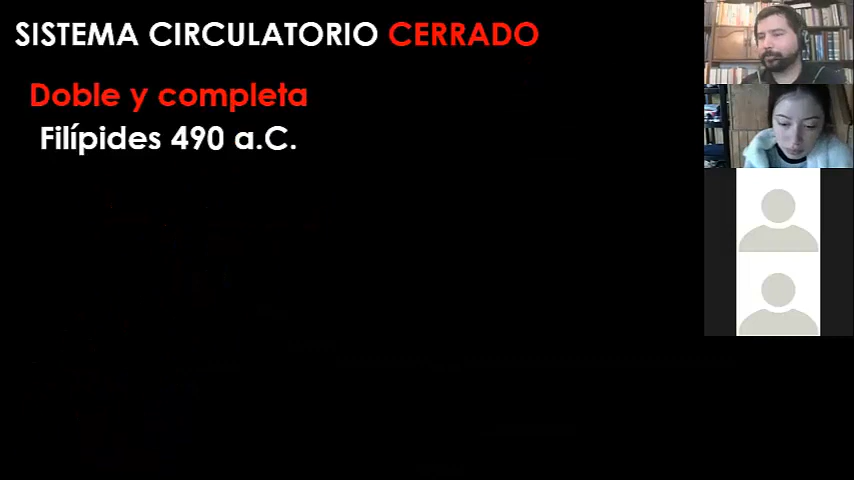 SISTEMA CIRCULATORIO CERRADO
Doble y completa
Filípides 490 a.C.